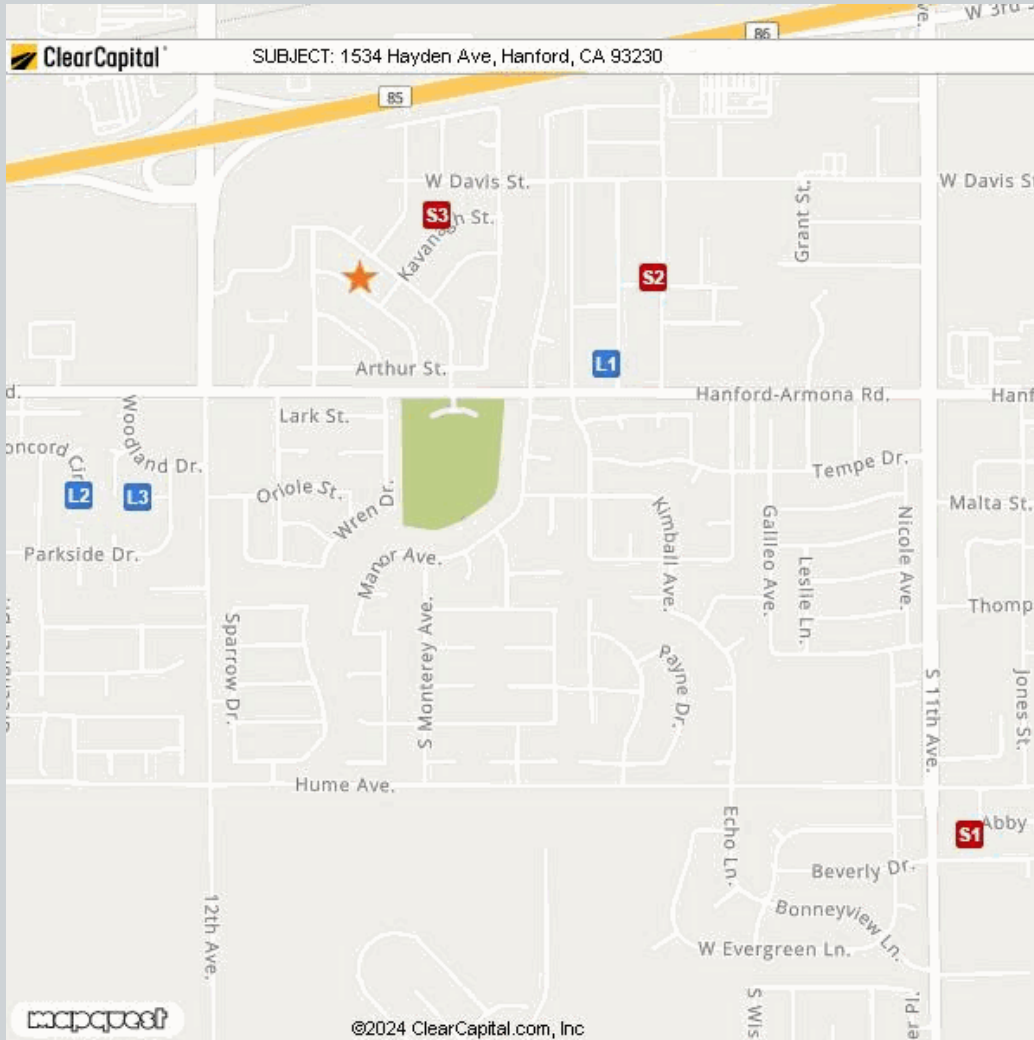 W 3rd
86
ClearCapital
SUBJECT: 1534 Hayden Ave, Hanford, CA 93230
85
W Davis St.
W Davis St
S3
Kavanagh St.
Grant St.
S2
L1
Arthur St.
Hanford-Armona Rd.
Hanf
d.
Lark St.
Woodland Dr.
oncord Cir
Tempe Dr.
L2
L3
Oriole St.
Wren Dr.
Malta St.
Kimball Ave.
Galileo Ave.
Nicole Ave.
Parkside Dr.
Manor Ave.
Leslie Ln.
Thomp
S Monterey Ave.
Sparrow Dr.
Payne Dr.
S 11th Ave.
Jones St.
Hume Ave.
S1
Abby
Echo Ln.
Beverly Dr.
12th Ave.
Bonneyview Ln.
W Evergreen Ln.
S Wis
er Pl.
mapquest
©2024 ClearCapital.com, Inc